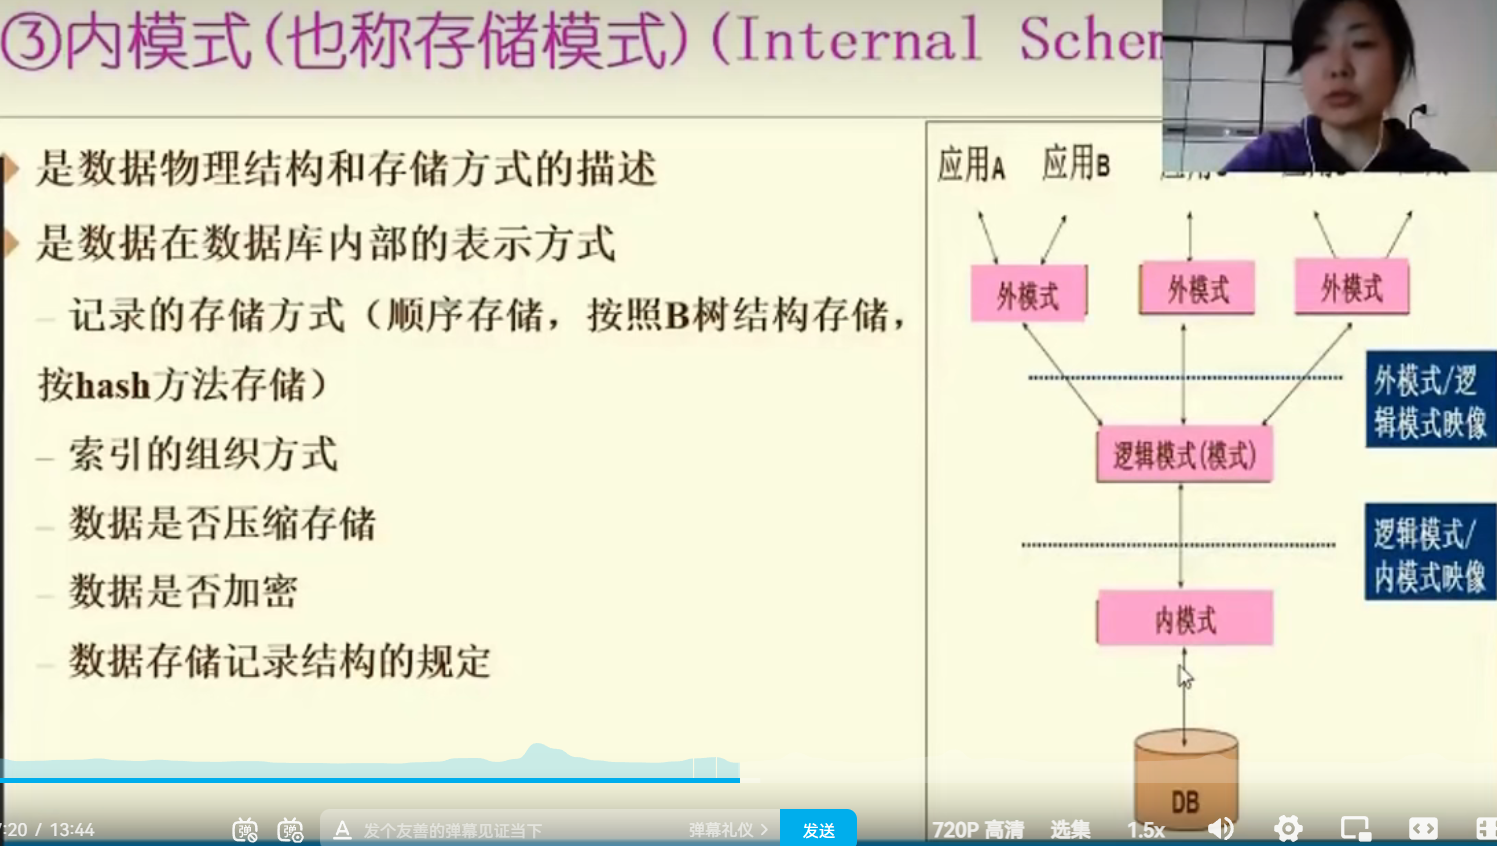 ③内模式(也称存储模式)(Internal Schem
是数据物理结构和存储方式的描述
是数据在数据库内部的表示方式
– 记录的存储方式（顺序存储，按照B树结构存储，
按hash方法存储）
– 索引的组织方式
– 数据是否压缩存储
– 数据是否加密
– 数据存储记录结构的规定
应用A 应用B
外模式 外模式 外模式
外模式/逻
辑模式映像
逻辑模式(模式)
逻辑模式/
内模式映像
内模式
DB
:20 / 13:44
弹 弹
A 发个友善的弹幕见证当下
弹幕礼仪 >
发送
720P 高清
选集
1.5x